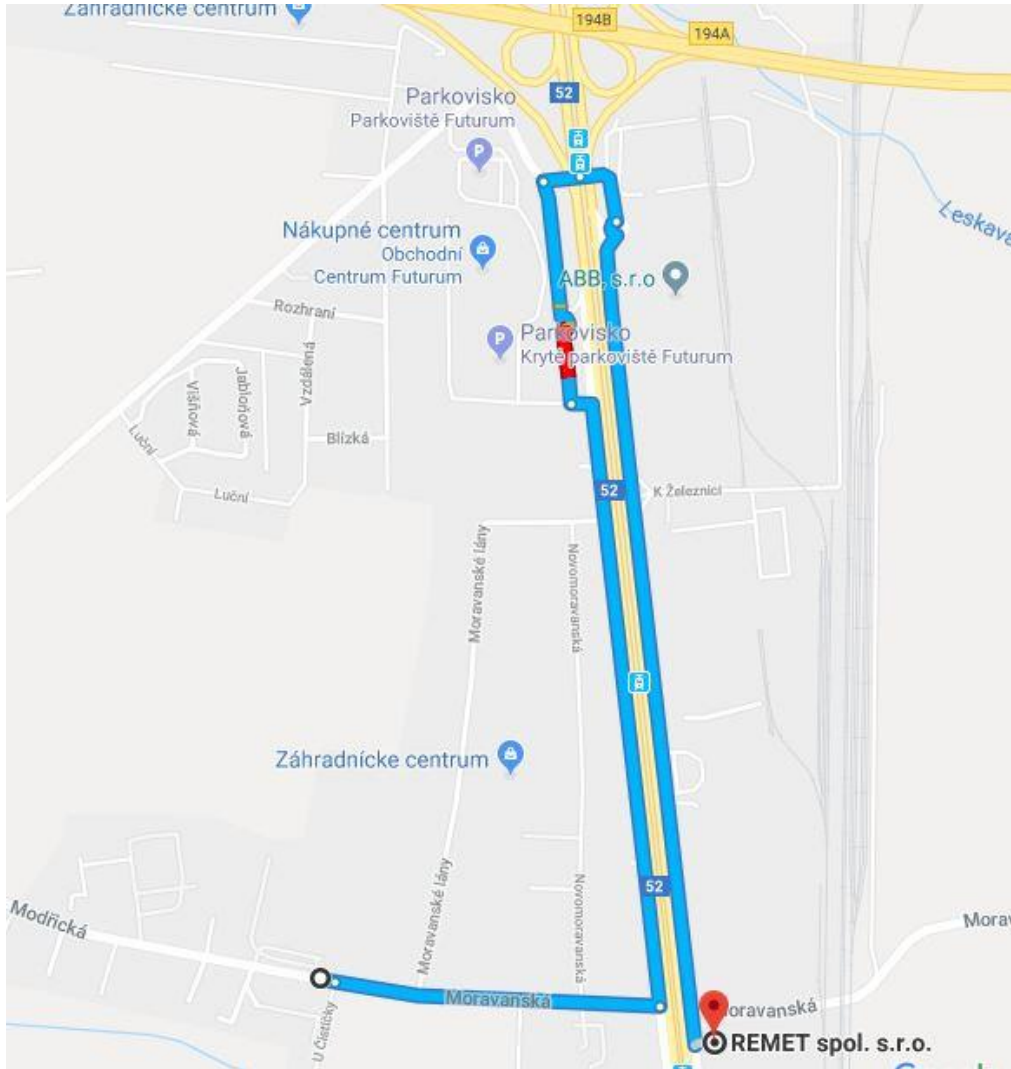 Záhradnícke centrum
194B
194A
52
Parkovisko
Parkoviště Futurum
P
Leskava
Nákupné centrum
Obchodní
Centrum Futurum
ABB, s.r.o
Rozhraní
P
Parkovisko
Kryté parkoviště Futurum
Višňová
Jabloňová
Vzdálená
Luční
Blízká
Luční
52
K Železnici
Moravanské lány
Novomoravanská
Záhradnícke centrum
52
Moravanské lány
Novomoravanská
Modřická
Morav
Moravanská
U Čističky
Moravanská
REMET spol. s.r.o.